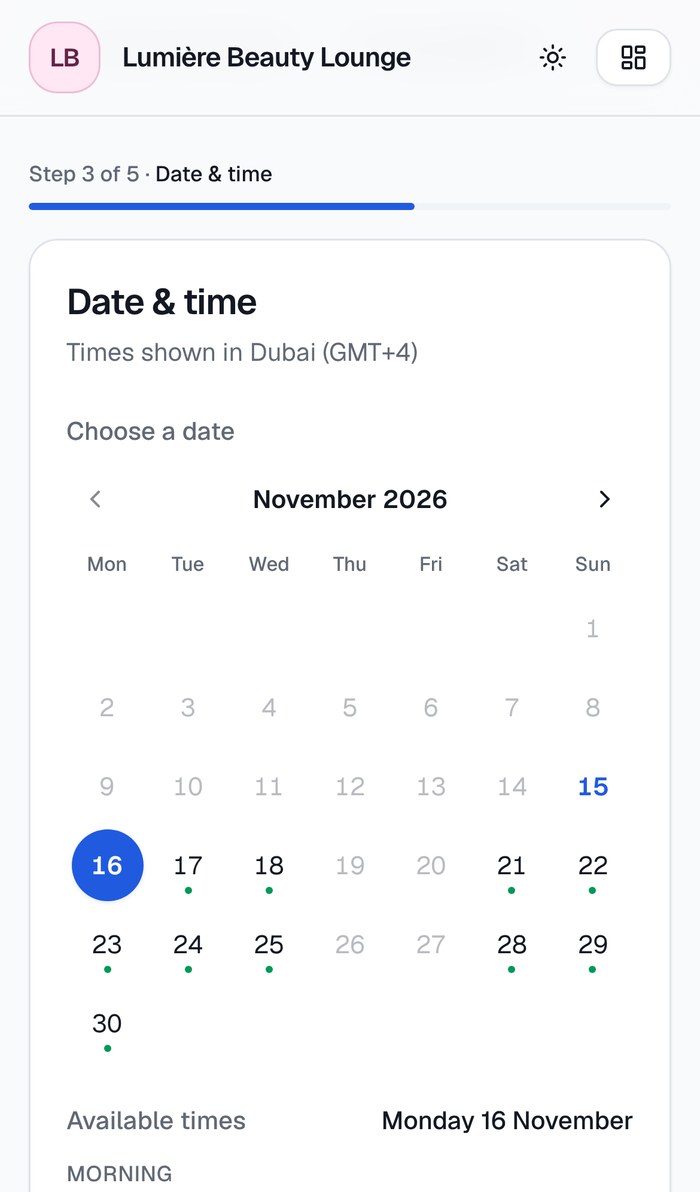 LB Lumière Beauty Lounge
Step 3 of 5 · Date & time
Date & time
Times shown in Dubai (GMT+4)
Choose a date
November 2026
Mon Tue Wed Thu Fri Sat Sun
1
2 3 4 5 6 7 8
9 10 11 12 13 14 15
16 17 18 19 20 21 22
23 24 25 26 27 28 29
30
Available times Monday 16 November
MORNING